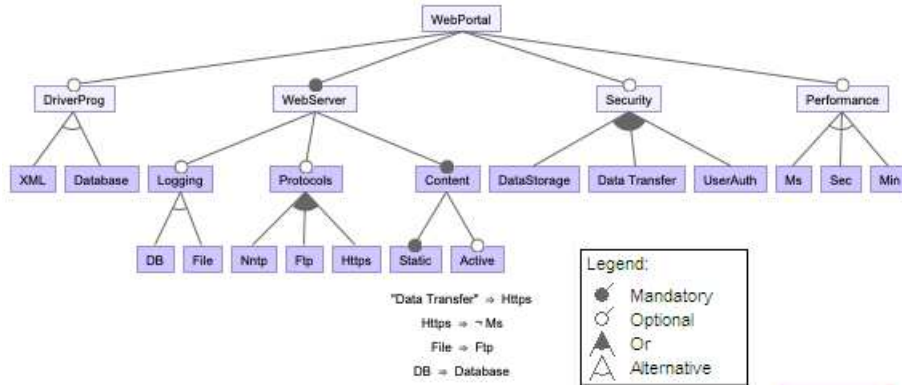 WebPortal
DriverProg WebServer Security Performance
XML Database Logging Protocols Content DataStorage Data Transfer UserAuth Ms Sec Min
DB File Nntp Ftp Https Static Active
Legend:
"Data Transfer" ⇒ Https
Mandatory
Https ⇒ ¬ Ms
Optional
File ⇒ Ftp
Or
DB ⇒ Database
Alternative